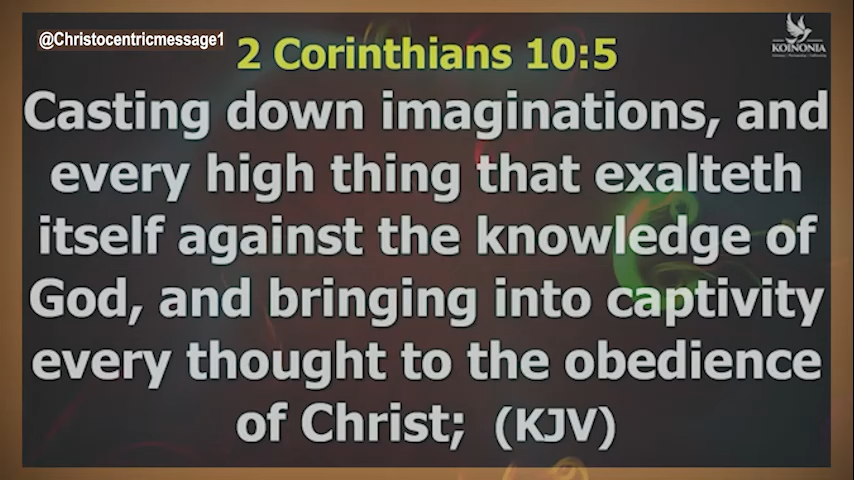 @Christocentricmessage1
KOINONIA
2 Corinthians 10:5
Casting down imaginations, and
every high thing that exalteth
itself against the knowledge of
God, and bringing into captivity
every thought to the obedience
of Christ; (KJV)